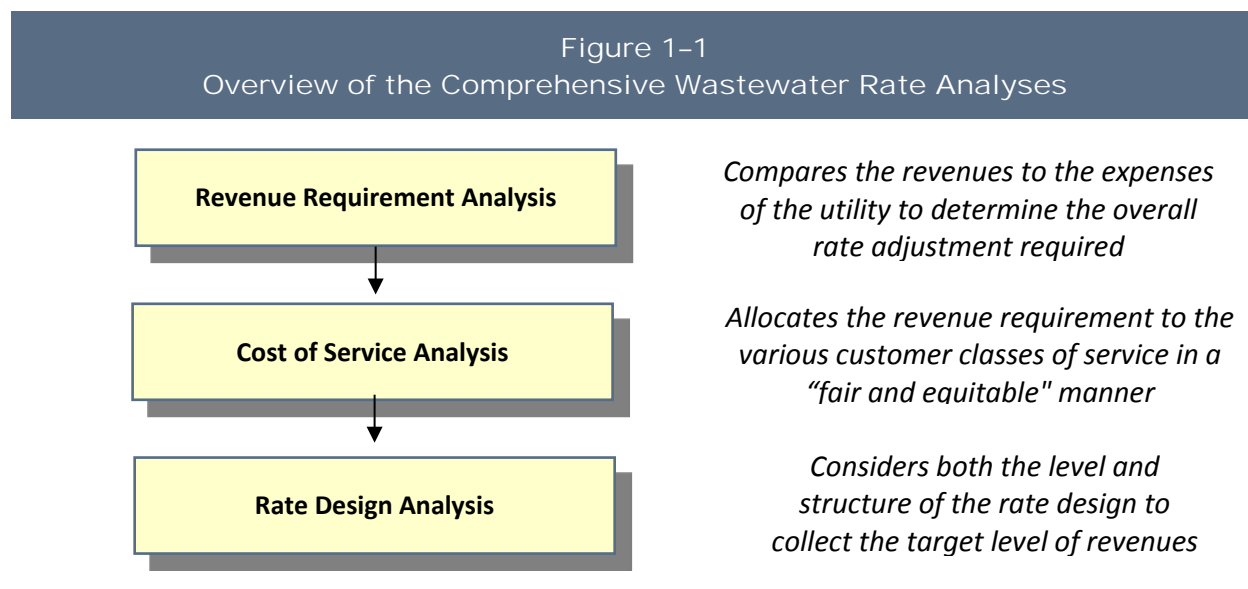 Figure 1–1
Overview of the Comprehensive Wastewater Rate Analyses
Revenue Requirement Analysis
Compares the revenues to the expenses
of the utility to determine the overall
rate adjustment required
Cost of Service Analysis
Allocates the revenue requirement to the
various customer classes of service in a
“fair and equitable" manner
Rate Design Analysis
Considers both the level and
structure of the rate design to
collect the target level of revenues